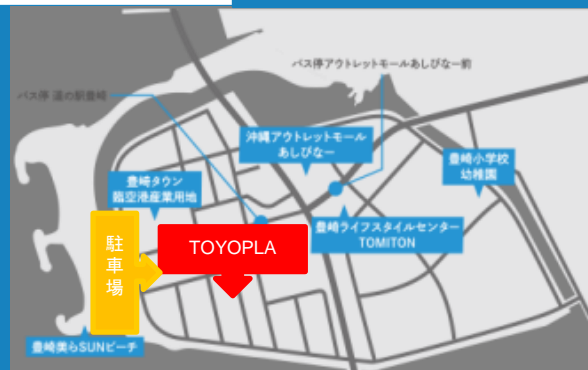 バス停アウトレットモールあしびなー前
バス停 道の駅豊崎
沖縄アウトレットモール
あしびなー
豊崎小学校
幼稚園
豊崎タウン
臨空港産業用地
豊崎ライフスタイルセンター
TOMITON
駐車場
TOYOPLA
豊崎美らSUNビーチ